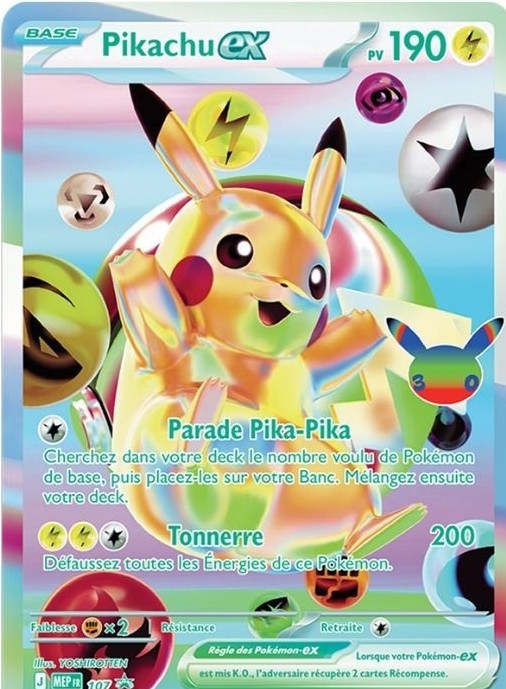 BASE
Pikachu ex PV 190
30
Parade Pika-Pika
Cherchez dans votre deck le nombre voulu de Pokémon
de base, puis placez-les sur votre Banc. Mélangez ensuite
votre deck.
Tonnerre 200
Défaussez toutes les Énergies de ce Pokémon.
Faiblesse ×2 Résistance Retraite
Illus. YOSHIROTTEN
Règle des Pokémon-ex Lorsque votre Pokémon-ex
J MEP FR 107 est mis K.O., l'adversaire récupère 2 cartes Récompense.